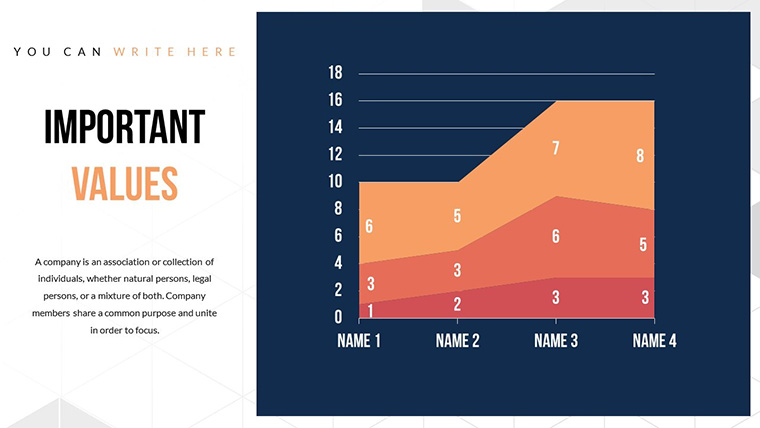 YOU CAN WRITE HERE
IMPORTANT
VALUES
A company is an association or collection of
individuals, whether natural persons, legal
persons, or a mixture of both. Company
members share a common purpose and unite
in order to focus.
18
16
14
12
10
8
6
4
2
0
6
5
7
8
3
3
6
5
1
2
3
3
NAME 1
NAME 2
NAME 3
NAME 4